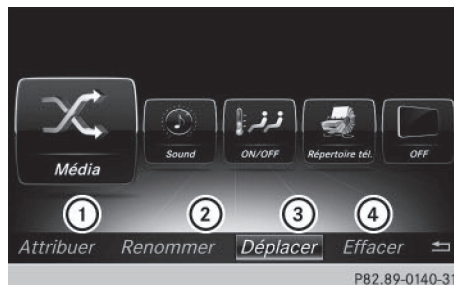 Média
Sound
ON/OFF
Répertoire tél.
OFF
1
2
3
4
Attribuer
Renommer
Déplacer
Effacer
P82.89-0140-31